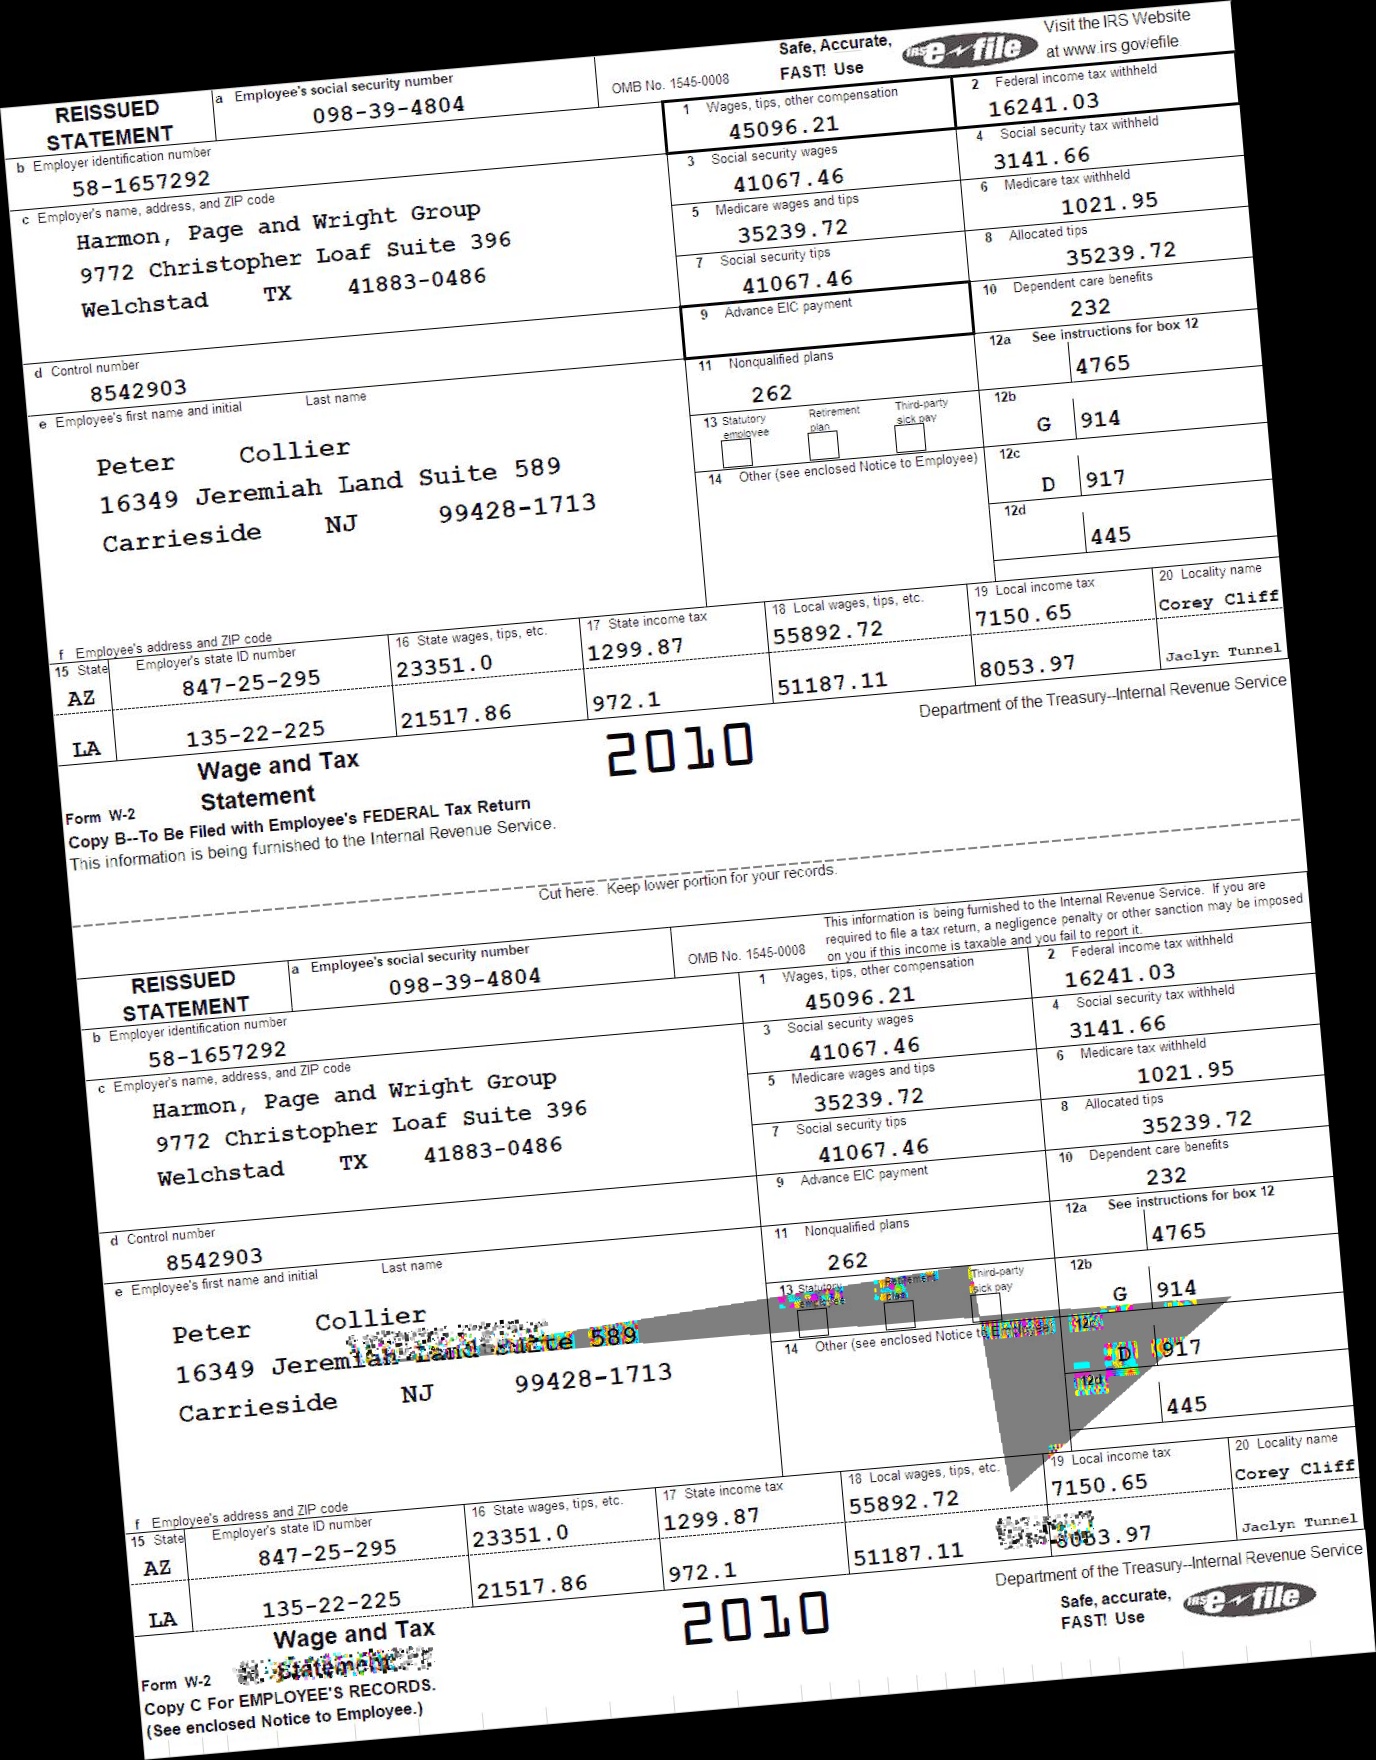 Safe, Accurate, FAST! Use IRS e-file Visit the IRS Website at www.irs.gov/efile
REISSUED STATEMENT
a Employee's social security number
098-39-4804
OMB No. 1545-0008
1 Wages, tips, other compensation
45096.21
2 Federal income tax withheld
16241.03
b Employer identification number
58-1657292
3 Social security wages
41067.46
4 Social security tax withheld
3141.66
c Employer's name, address, and ZIP code
Harmon, Page and Wright Group
9772 Christopher Loaf Suite 396
Welchstad TX 41883-0486
5 Medicare wages and tips
35239.72
6 Medicare tax withheld
1021.95
7 Social security tips
41067.46
8 Allocated tips
35239.72
d Control number
8542903
9 Advance EIC payment
10 Dependent care benefits
232
e Employee's first name and initial Last name
Peter Collier
16349 Jeremiah Land Suite 589
Carrieside NJ 99428-1713
11 Nonqualified plans
262
12a See instructions for box 12
4765
13 Statutory employee Retirement plan Third-party sick pay
12b
G 914
14 Other (see enclosed Notice to Employee)
12c
D 917
12d
445
f Employee's address and ZIP code
15 State Employer's state ID number 16 State wages, tips, etc. 17 State income tax 18 Local wages, tips, etc. 19 Local income tax 20 Locality name
AZ 847-25-295 23351.0 1299.87 55892.72 7150.65 Corey Cliff
LA 135-22-225 21517.86 972.1 51187.11 8053.97 Jaclyn Tunnel
Form W-2 Wage and Tax Statement 2010 Department of the Treasury--Internal Revenue Service
Copy B--To Be Filed with Employee's FEDERAL Tax Return
This information is being furnished to the Internal Revenue Service.
Cut here. Keep lower portion for your records.
This information is being furnished to the Internal Revenue Service. If you are
required to file a tax return, a negligence penalty or other sanction may be imposed
on you if this income is taxable and you fail to report it.
REISSUED STATEMENT
a Employee's social security number
098-39-4804
OMB No. 1545-0008
1 Wages, tips, other compensation
45096.21
2 Federal income tax withheld
16241.03
b Employer identification number
58-1657292
3 Social security wages
41067.46
4 Social security tax withheld
3141.66
c Employer's name, address, and ZIP code
Harmon, Page and Wright Group
9772 Christopher Loaf Suite 396
Welchstad TX 41883-0486
5 Medicare wages and tips
35239.72
6 Medicare tax withheld
1021.95
7 Social security tips
41067.46
8 Allocated tips
35239.72
d Control number
8542903
9 Advance EIC payment
10 Dependent care benefits
232
e Employee's first name and initial Last name
Peter Collier
16349 Jeremiah Land Suite 589
Carrieside NJ 99428-1713
11 Nonqualified plans
262
12a See instructions for box 12
4765
13 Statutory employee Retirement plan Third-party sick pay
12b
G 914
14 Other (see enclosed Notice to Employee)
12c
D 917
12d
445
f Employee's address and ZIP code
15 State Employer's state ID number 16 State wages, tips, etc. 17 State income tax 18 Local wages, tips, etc. 19 Local income tax 20 Locality name
AZ 847-25-295 23351.0 1299.87 55892.72 7150.65 Corey Cliff
LA 135-22-225 21517.86 972.1 51187.11 8053.97 Jaclyn Tunnel
Form W-2 Wage and Tax Statement 2010 Department of the Treasury--Internal Revenue Service
Safe, accurate, FAST! Use IRS e-file
Copy C For EMPLOYEE'S RECORDS.
(See enclosed Notice to Employee.)